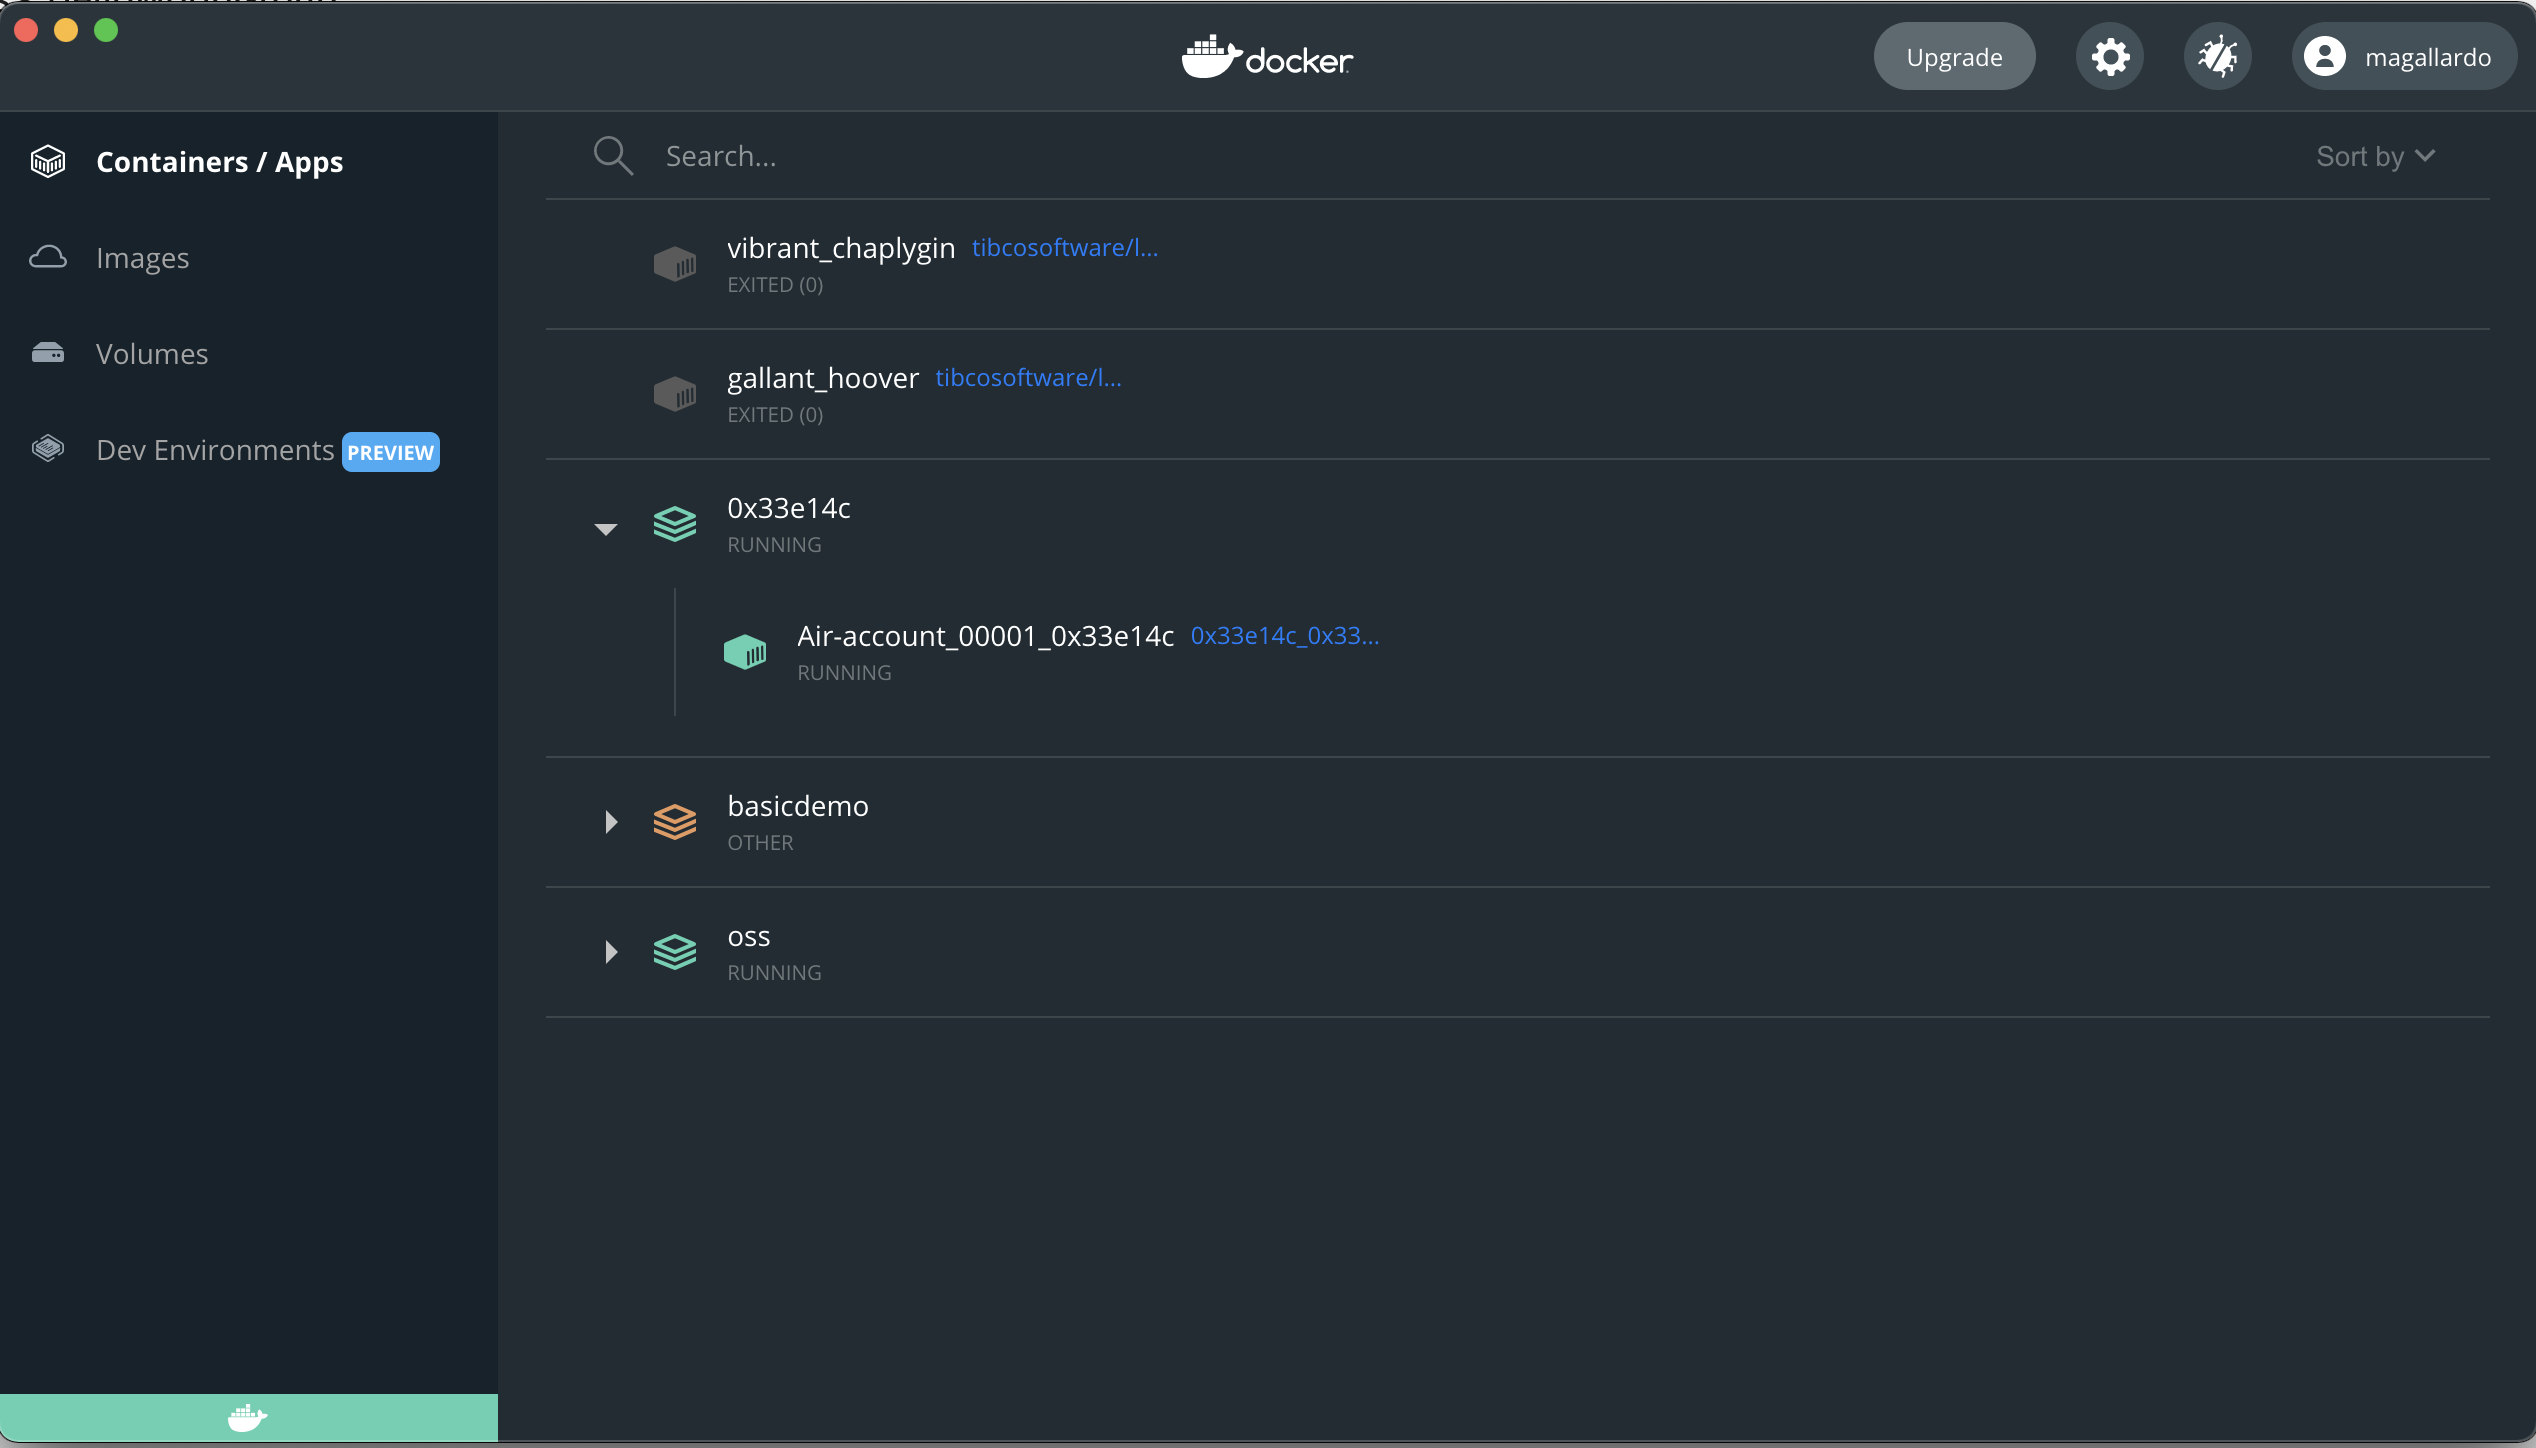 docker
Upgrade
magallardo
Containers / Apps
Images
Volumes
Dev Environments PREVIEW
Search...
Sort by
vibrant_chaplygin tibcosoftware/l...
EXITED (0)
gallant_hoover tibcosoftware/l...
EXITED (0)
0x33e14c
RUNNING
Air-account_00001_0x33e14c 0x33e14c_0x33...
RUNNING
basicdemo
OTHER
oss
RUNNING